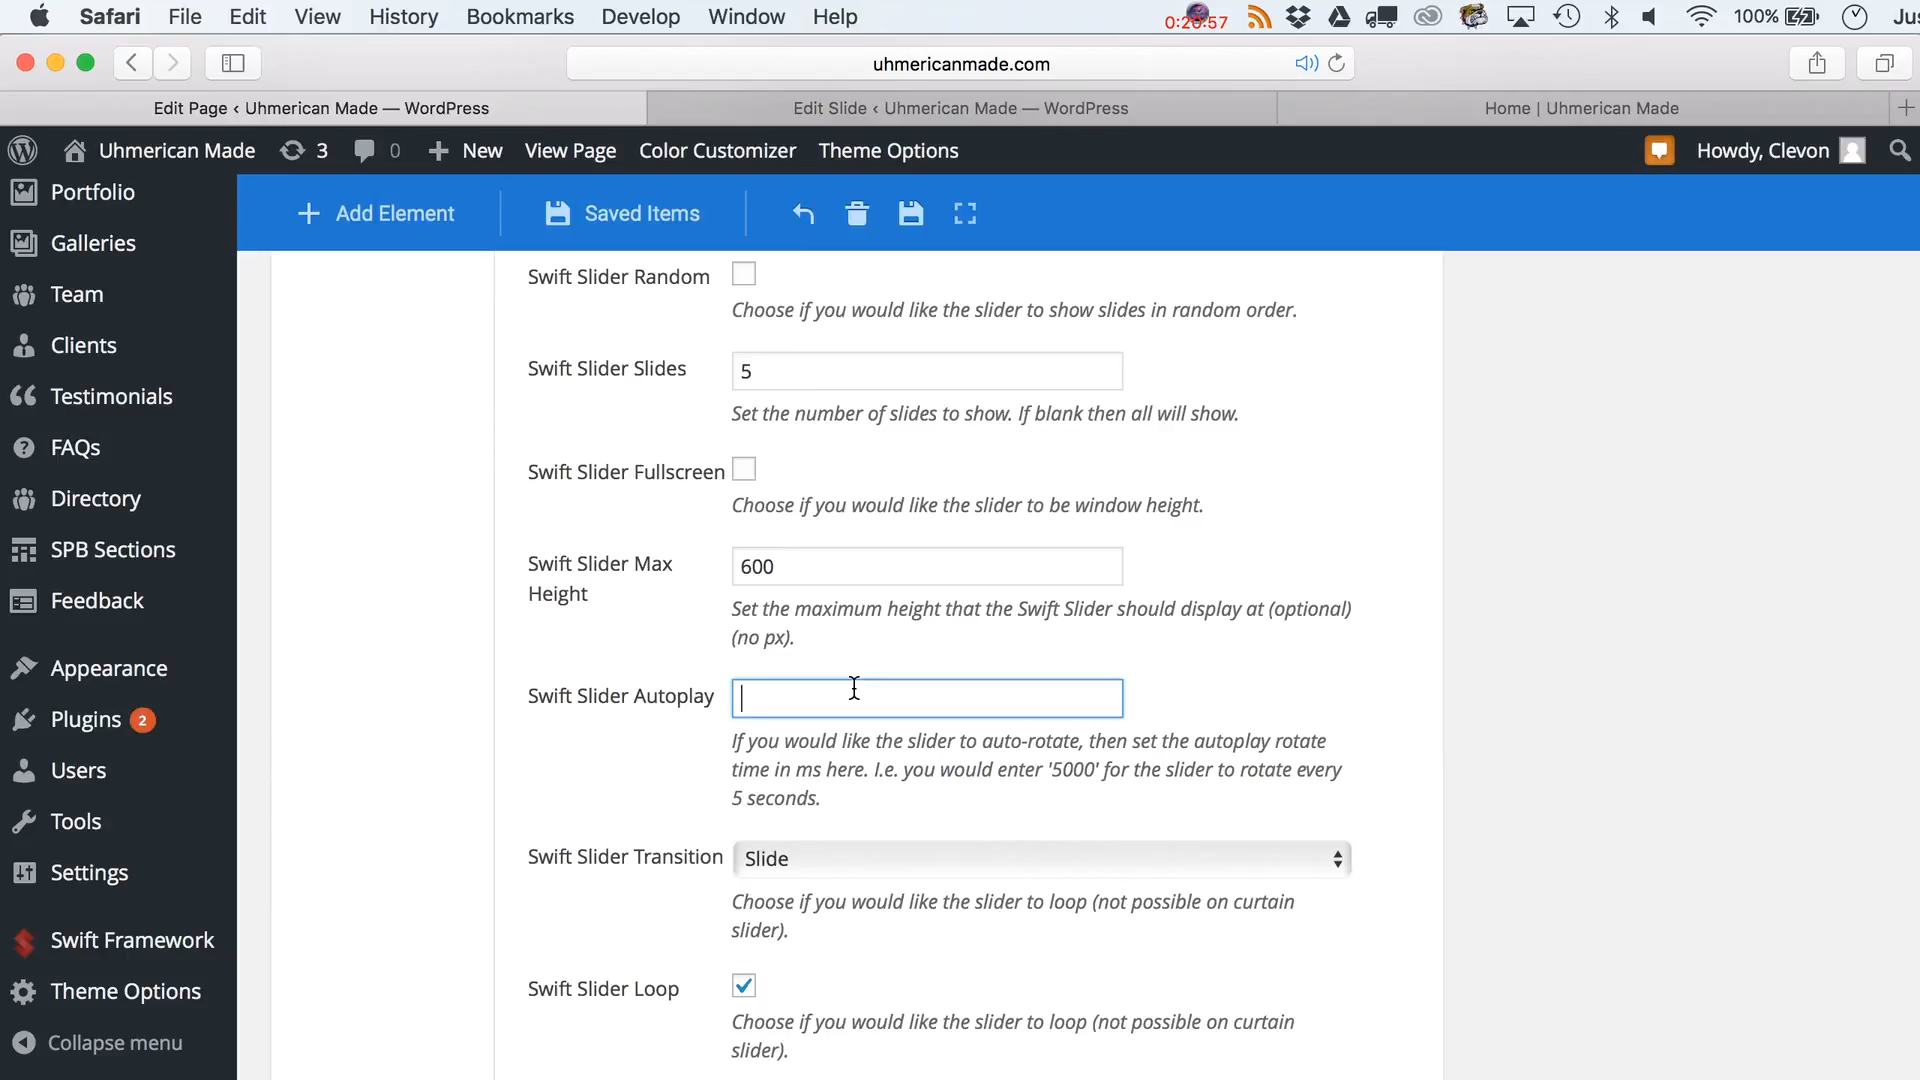 Safari File Edit View History Bookmarks Develop Window Help 0:20:57 100% Jus
uhmericanmade.com
Edit Page ‹ Uhmerican Made — WordPress Edit Slide ‹ Uhmerican Made — WordPress Home | Uhmerican Made
Uhmerican Made 3 0 New View Page Color Customizer Theme Options Howdy, Clevon
Portfolio
Galleries
Team
Clients
Testimonials
FAQs
Directory
SPB Sections
Feedback
Appearance
Plugins 2
Users
Tools
Settings
Swift Framework
Theme Options
Collapse menu
Add Element Saved Items
Swift Slider Random
Choose if you would like the slider to show slides in random order.
Swift Slider Slides 5
Set the number of slides to show. If blank then all will show.
Swift Slider Fullscreen
Choose if you would like the slider to be window height.
Swift Slider Max
Height
600
Set the maximum height that the Swift Slider should display at (optional)
(no px).
Swift Slider Autoplay
If you would like the slider to auto-rotate, then set the autoplay rotate
time in ms here. I.e. you would enter '5000' for the slider to rotate every
5 seconds.
Swift Slider Transition Slide
Choose if you would like the slider to loop (not possible on curtain
slider).
Swift Slider Loop
Choose if you would like the slider to loop (not possible on curtain
slider).